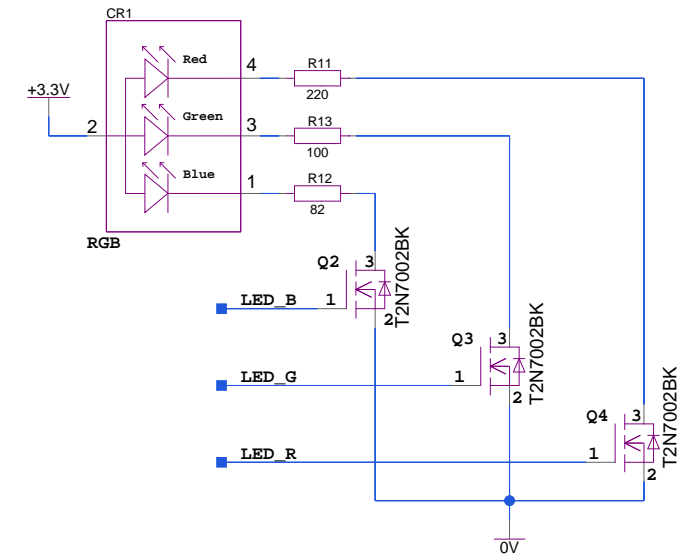 CR1
Red
4
R11
220
+3.3V
2
Green
3
R13
100
Blue
1
R12
82
RGB
Q2
3
T2N7002BK
LED_B
1
2
Q3
3
T2N7002BK
LED_G
1
2
Q4
3
T2N7002BK
LED_R
1
2
0V